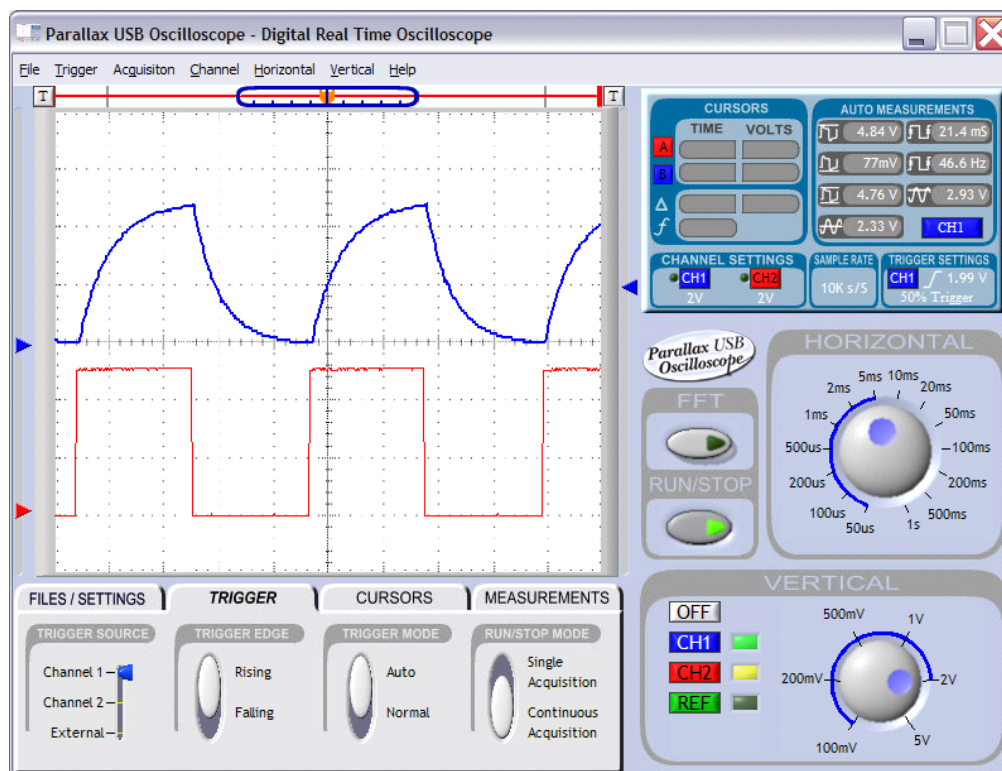 Parallax USB Oscilloscope - Digital Real Time Oscilloscope
File Trigger Acquisiton Channel Horizontal Vertical Help
T T
CURSORS
TIME VOLTS
A
B
Δ
f
AUTO MEASUREMENTS
4.84 V 21.4 mS
77mV 46.6 Hz
4.76 V 2.93 V
2.33 V CH1
CHANNEL SETTINGS
CH1 CH2
2V 2V
SAMPLE RATE
10K s/S
TRIGGER SETTINGS
CH1 1.99 V
50% Trigger
Parallax USB
Oscilloscope
FFT
RUN/STOP
HORIZONTAL
50us
100us
200us
500us
1ms
2ms
5ms
10ms
20ms
50ms
100ms
200ms
500ms
1s
FILES / SETTINGS
TRIGGER
CURSORS
MEASUREMENTS
TRIGGER SOURCE
Channel 1
Channel 2
External
TRIGGER EDGE
Rising
Falling
TRIGGER MODE
Auto
Normal
RUN/STOP MODE
Single
Acquisition
Continuous
Acquisition
VERTICAL
OFF
CH1
CH2
REF
100mV
200mV
500mV
1V
2V
5V